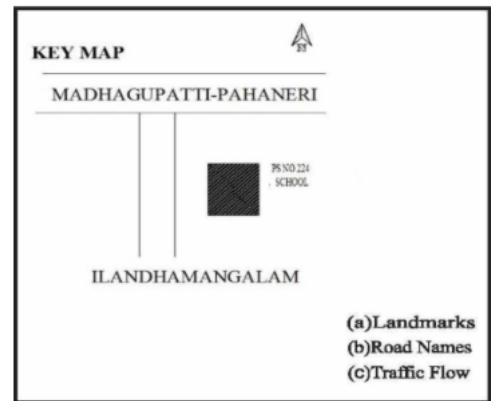 N
KEY MAP
MADHAGUPATTI-PAHANERI
PS NO.224
. SCHOOL
ILANDHAMANGALAM
(a)Landmarks
(b)Road Names
(c)Traffic Flow